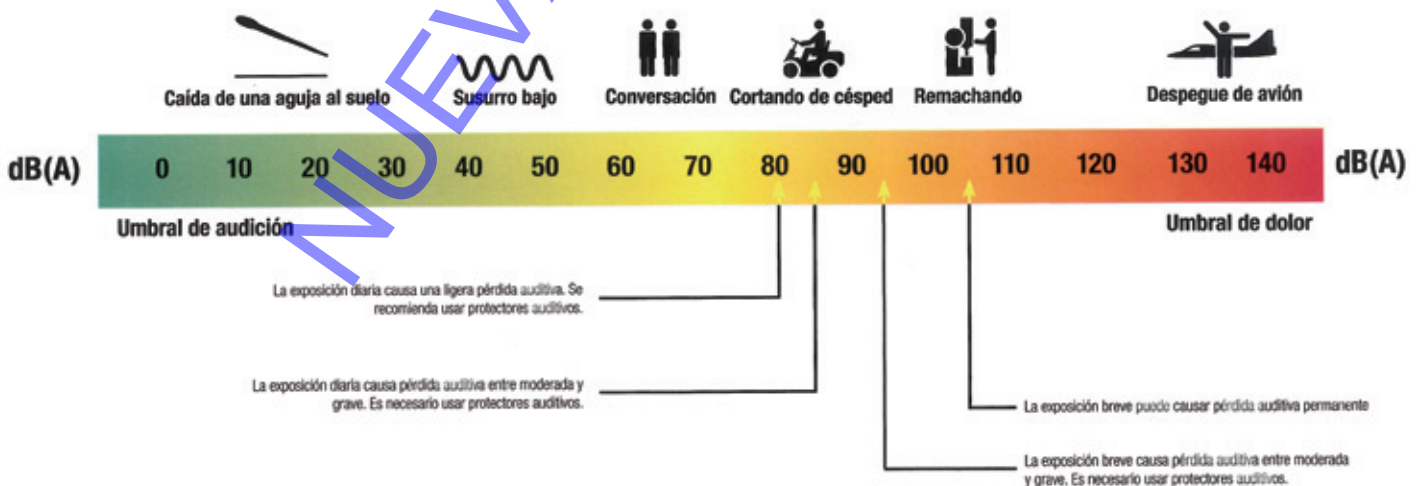 NUEV
Caída de una aguja al suelo
Susurro bajo
Conversación
Cortando de césped
Remachando
Despegue de avión
dB(A) 0 10 20 30 40 50 60 70 80 90 100 110 120 130 140 dB(A)
Umbral de audición
Umbral de dolor
La exposición diaria causa una ligera pérdida auditiva. Se
recomienda usar protectores auditivos.
La exposición diaria causa pérdida auditiva entre moderada y
grave. Es necesario usar protectores auditivos.
La exposición breve puede causar pérdida auditiva permanente
La exposición breve causa pérdida auditiva entre moderada
y grave. Es necesario usar protectores auditivos.